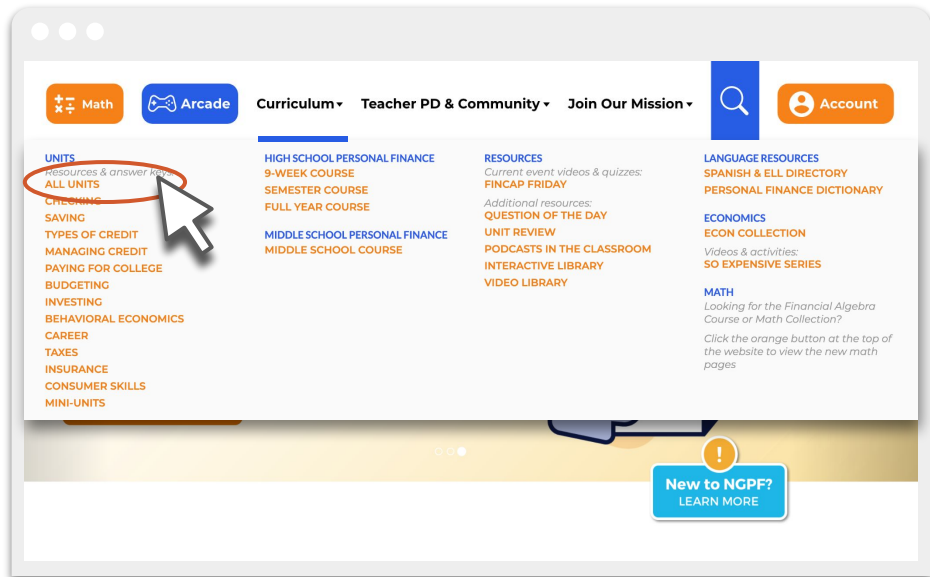 Math
Arcade
Curriculum
Teacher PD & Community
Join Our Mission
Account
UNITS
Resources & answer keys:
ALL UNITS
CHECKING
SAVING
TYPES OF CREDIT
MANAGING CREDIT
PAYING FOR COLLEGE
BUDGETING
INVESTING
BEHAVIORAL ECONOMICS
CAREER
TAXES
INSURANCE
CONSUMER SKILLS
MINI-UNITS
HIGH SCHOOL PERSONAL FINANCE
9-WEEK COURSE
SEMESTER COURSE
FULL YEAR COURSE
MIDDLE SCHOOL PERSONAL FINANCE
MIDDLE SCHOOL COURSE
RESOURCES
Current event videos & quizzes:
FINCAP FRIDAY
Additional resources:
QUESTION OF THE DAY
UNIT REVIEW
PODCASTS IN THE CLASSROOM
INTERACTIVE LIBRARY
VIDEO LIBRARY
LANGUAGE RESOURCES
SPANISH & ELL DIRECTORY
PERSONAL FINANCE DICTIONARY
ECONOMICS
ECON COLLECTION
Videos & activities:
SO EXPENSIVE SERIES
MATH
Looking for the Financial Algebra
Course or Math Collection?
Click the orange button at the top of
the website to view the new math
pages
!
New to NGPF?
LEARN MORE